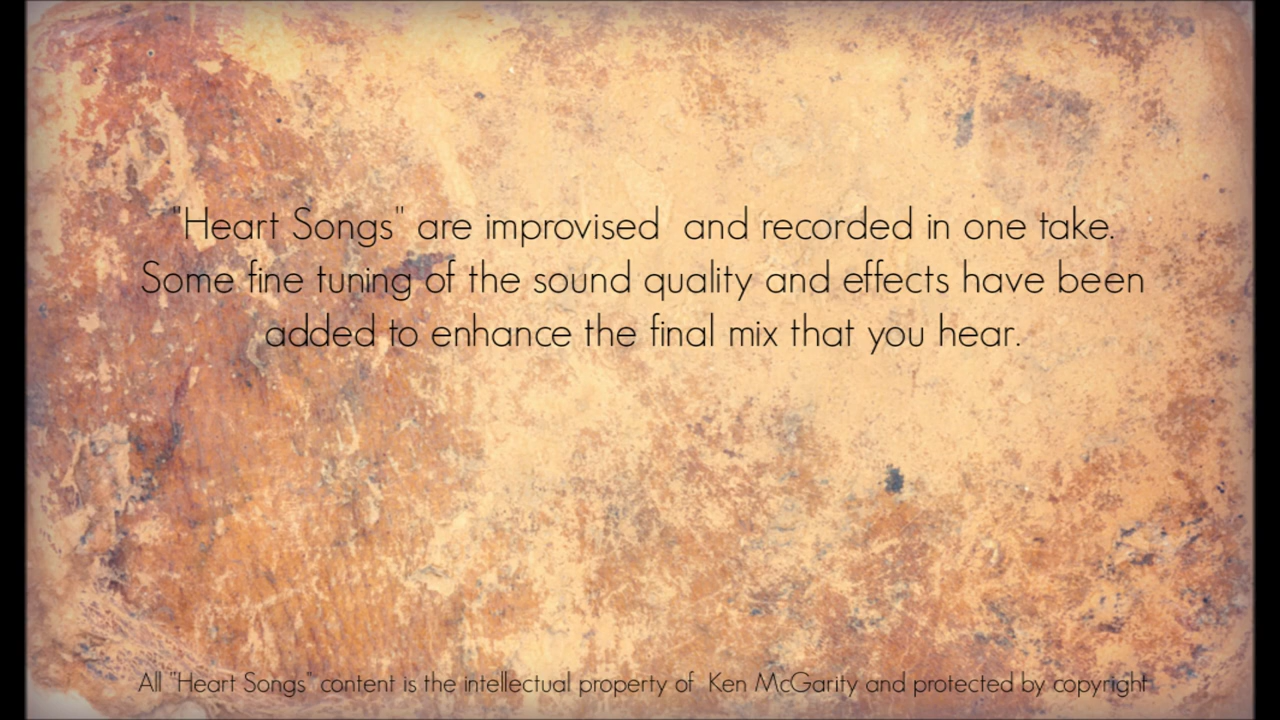 "Heart Songs" are improvised  and recorded in one take.
Some fine tuning of the sound quality and effects have been
added to enhance the final mix that you hear.
All "Heart Songs" content is the intellectual property of  Ken McGarity and protected by copyright